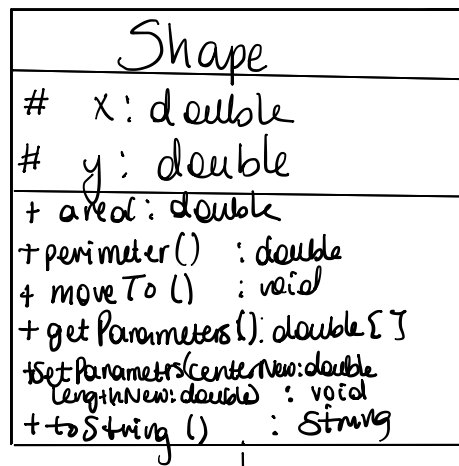 Shape
# x: double
# y: double
+ area: double
+ perimeter() : double
+ moveTo() : void
+ getParameters(): double[]
+SetParametrs(centerNew:double
lengthNew:double) : void
+ toString() : String